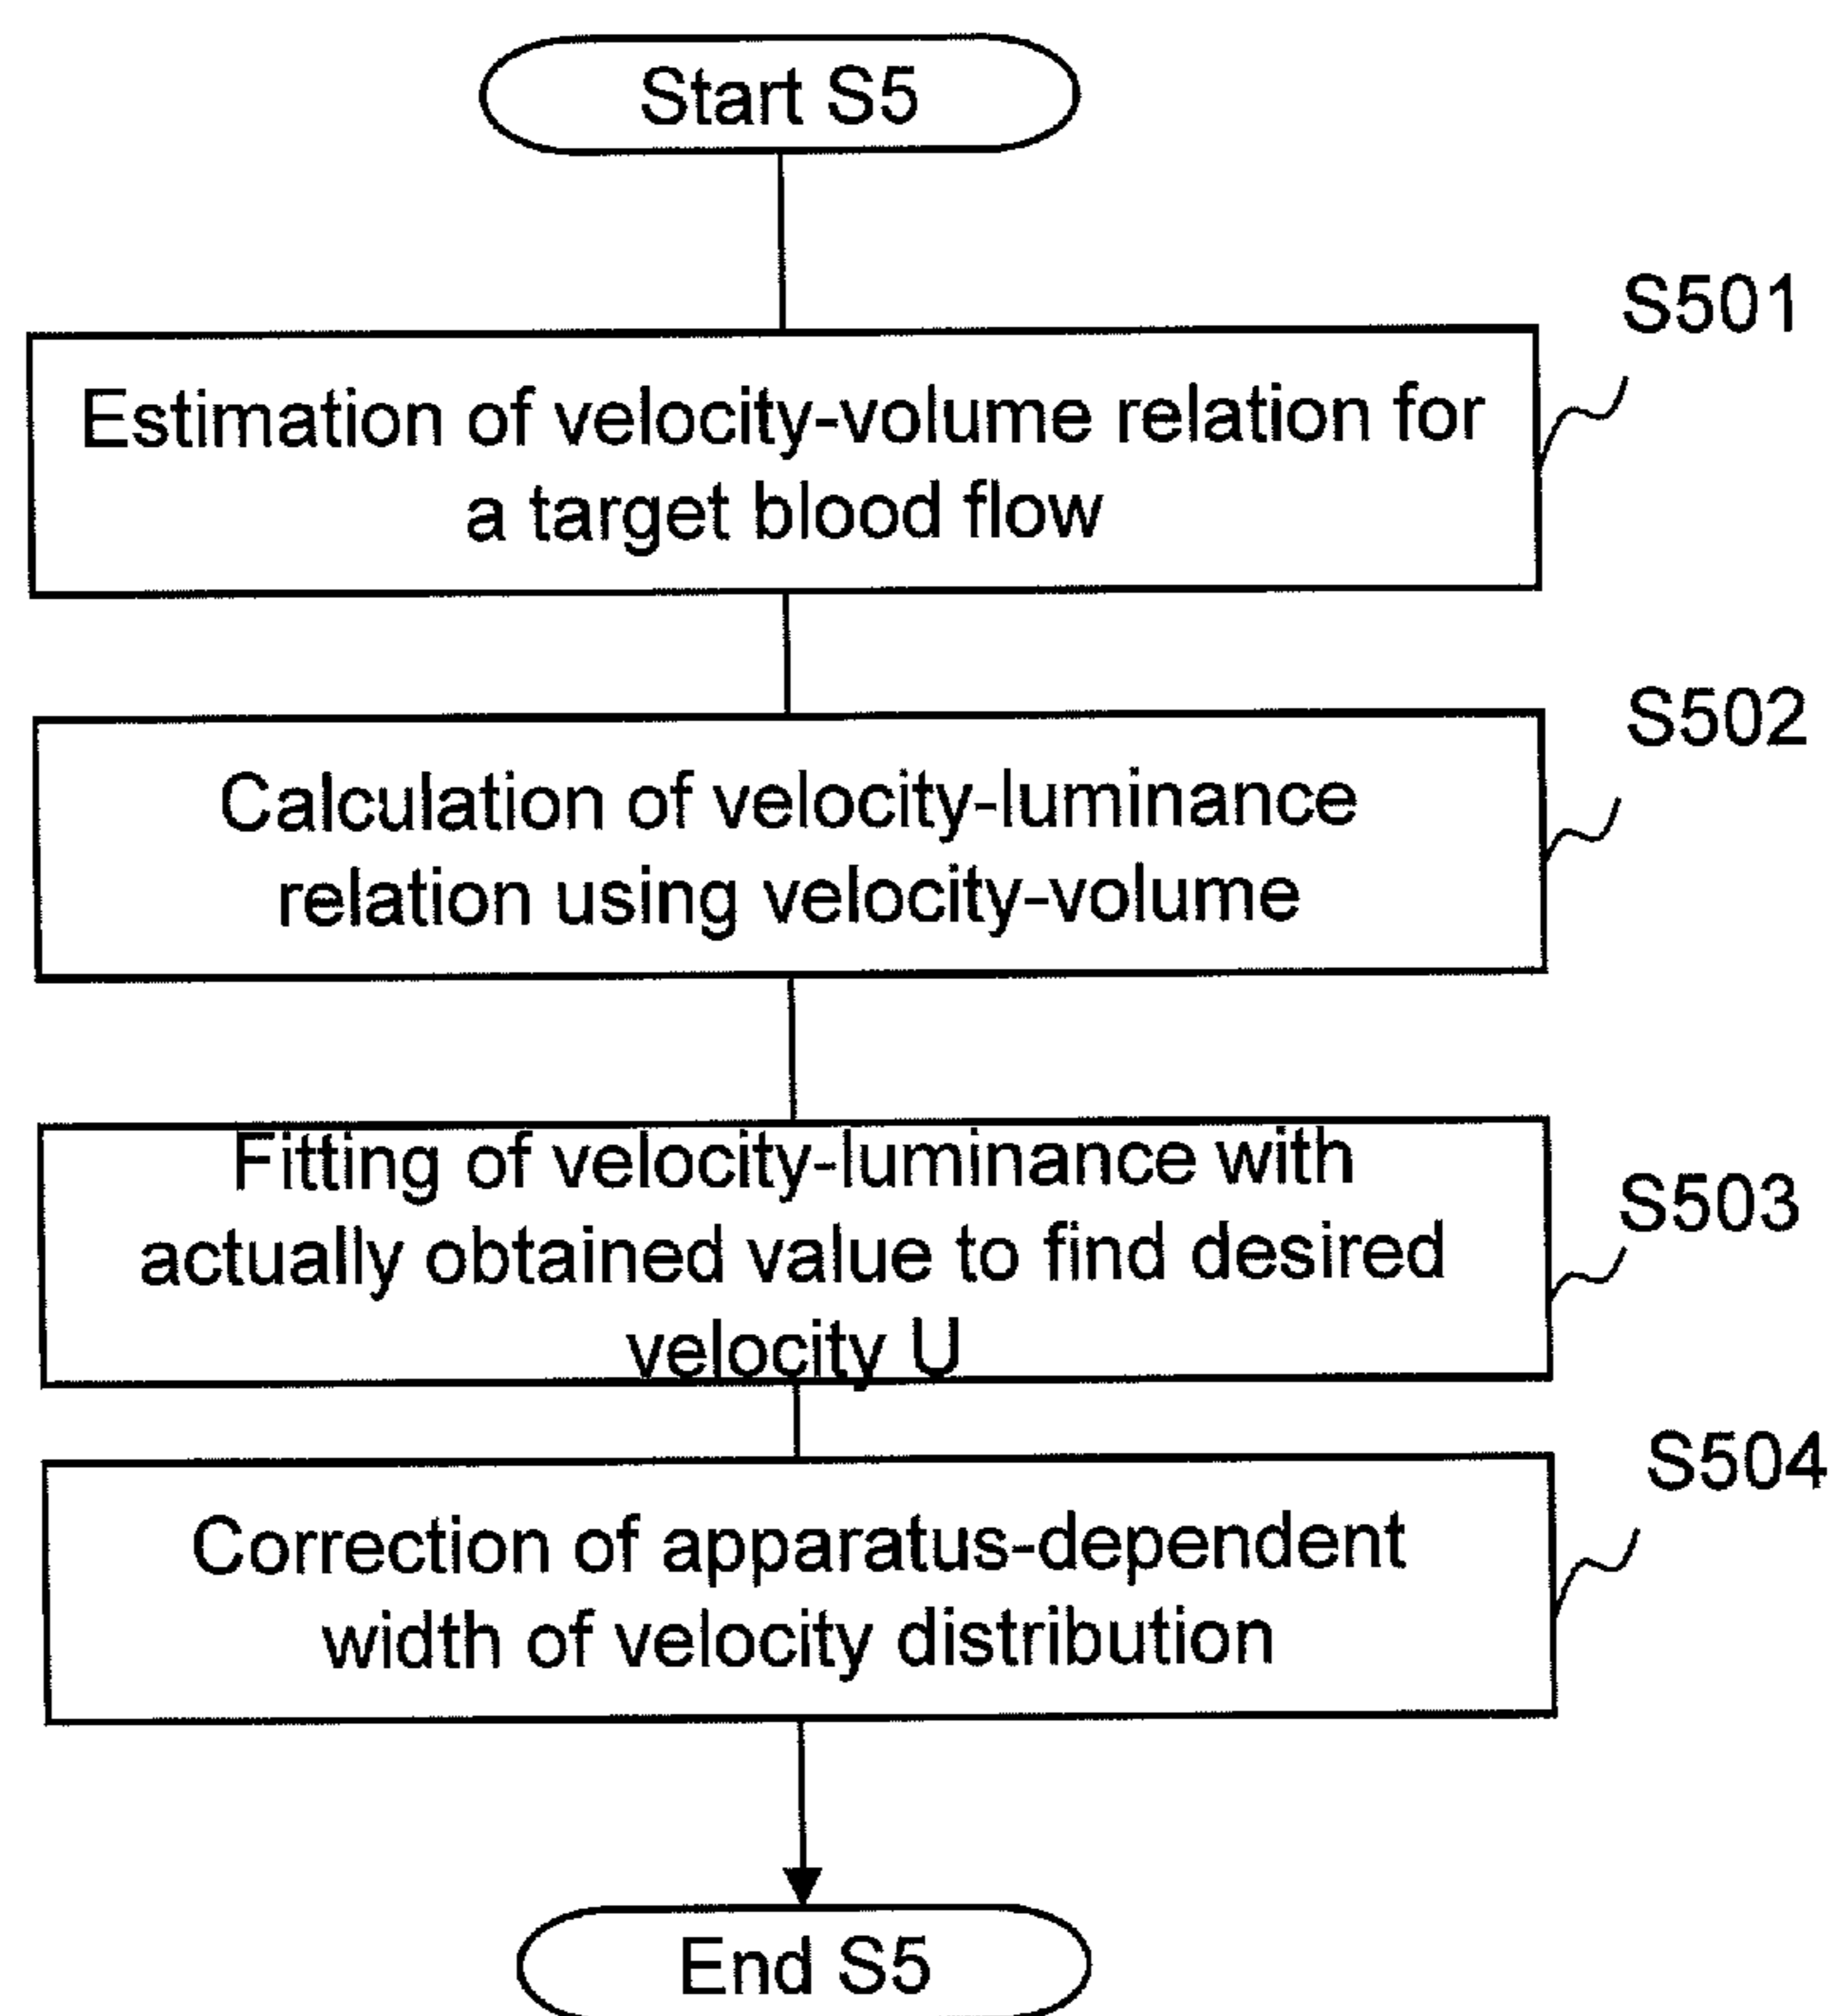 Start S5
S501
Estimation of velocity-volume relation for
a target blood flow
S502
Calculation of velocity-luminance
relation using velocity-volume
Fitting of velocity-luminance with
S503
actually obtained value to find desired
velocity U
S504
Correction of apparatus-dependent
width of velocity distribution
End S5